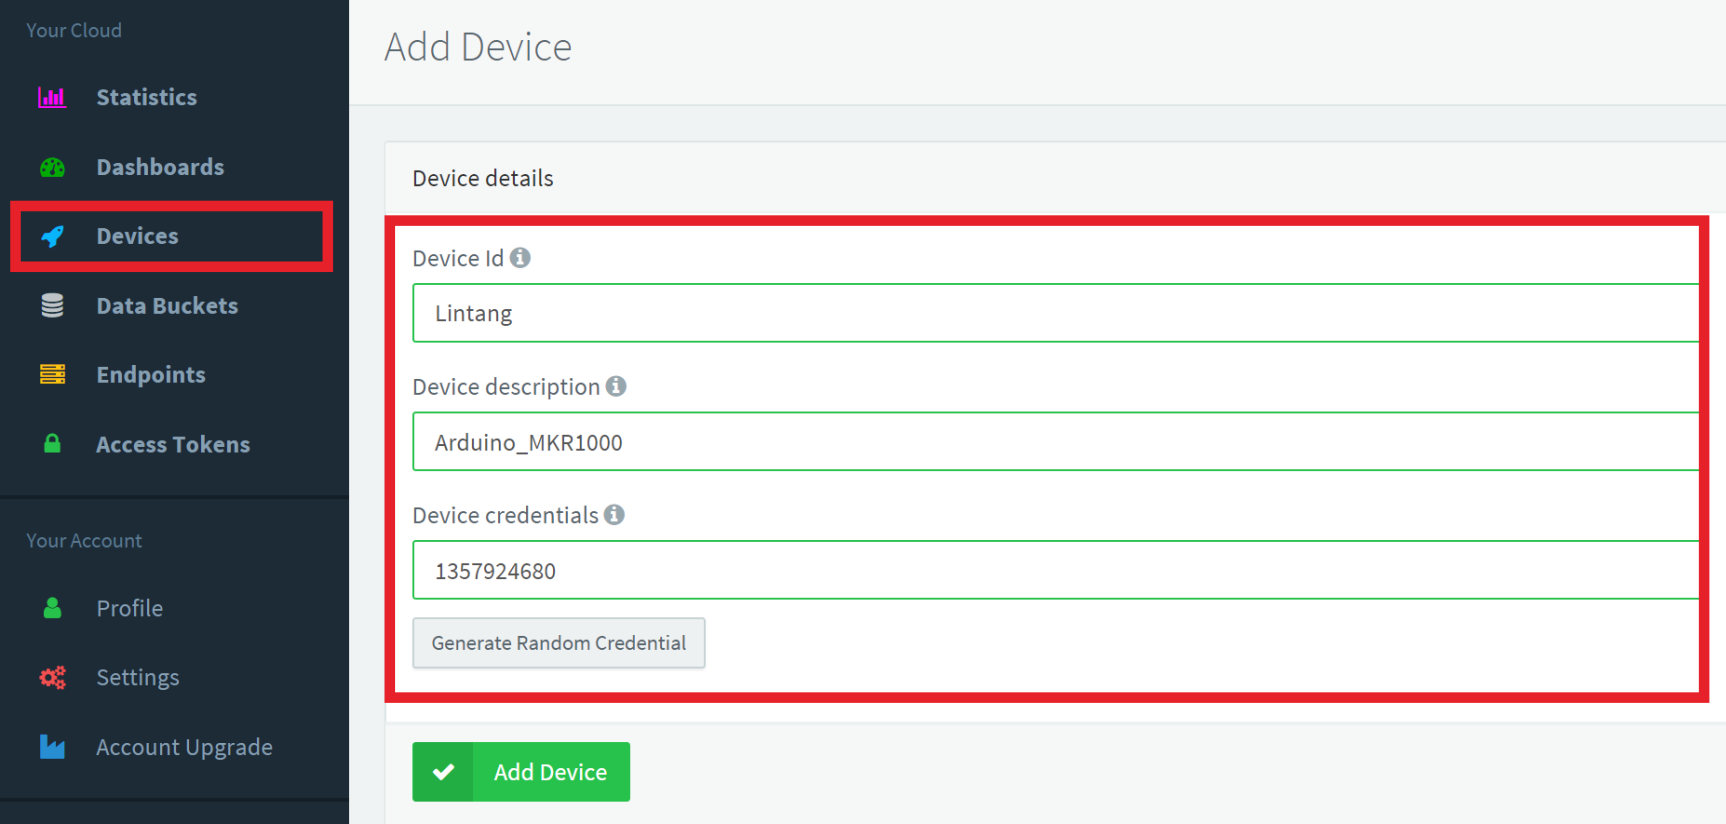 Your Cloud
Statistics
Dashboards
Devices
Data Buckets
Endpoints
Access Tokens
Your Account
Profile
Settings
Account Upgrade
Add Device
Device details
Device Id
Lintang
Device description
Arduino_MKR1000
Device credentials
1357924680
Generate Random Credential
Add Device